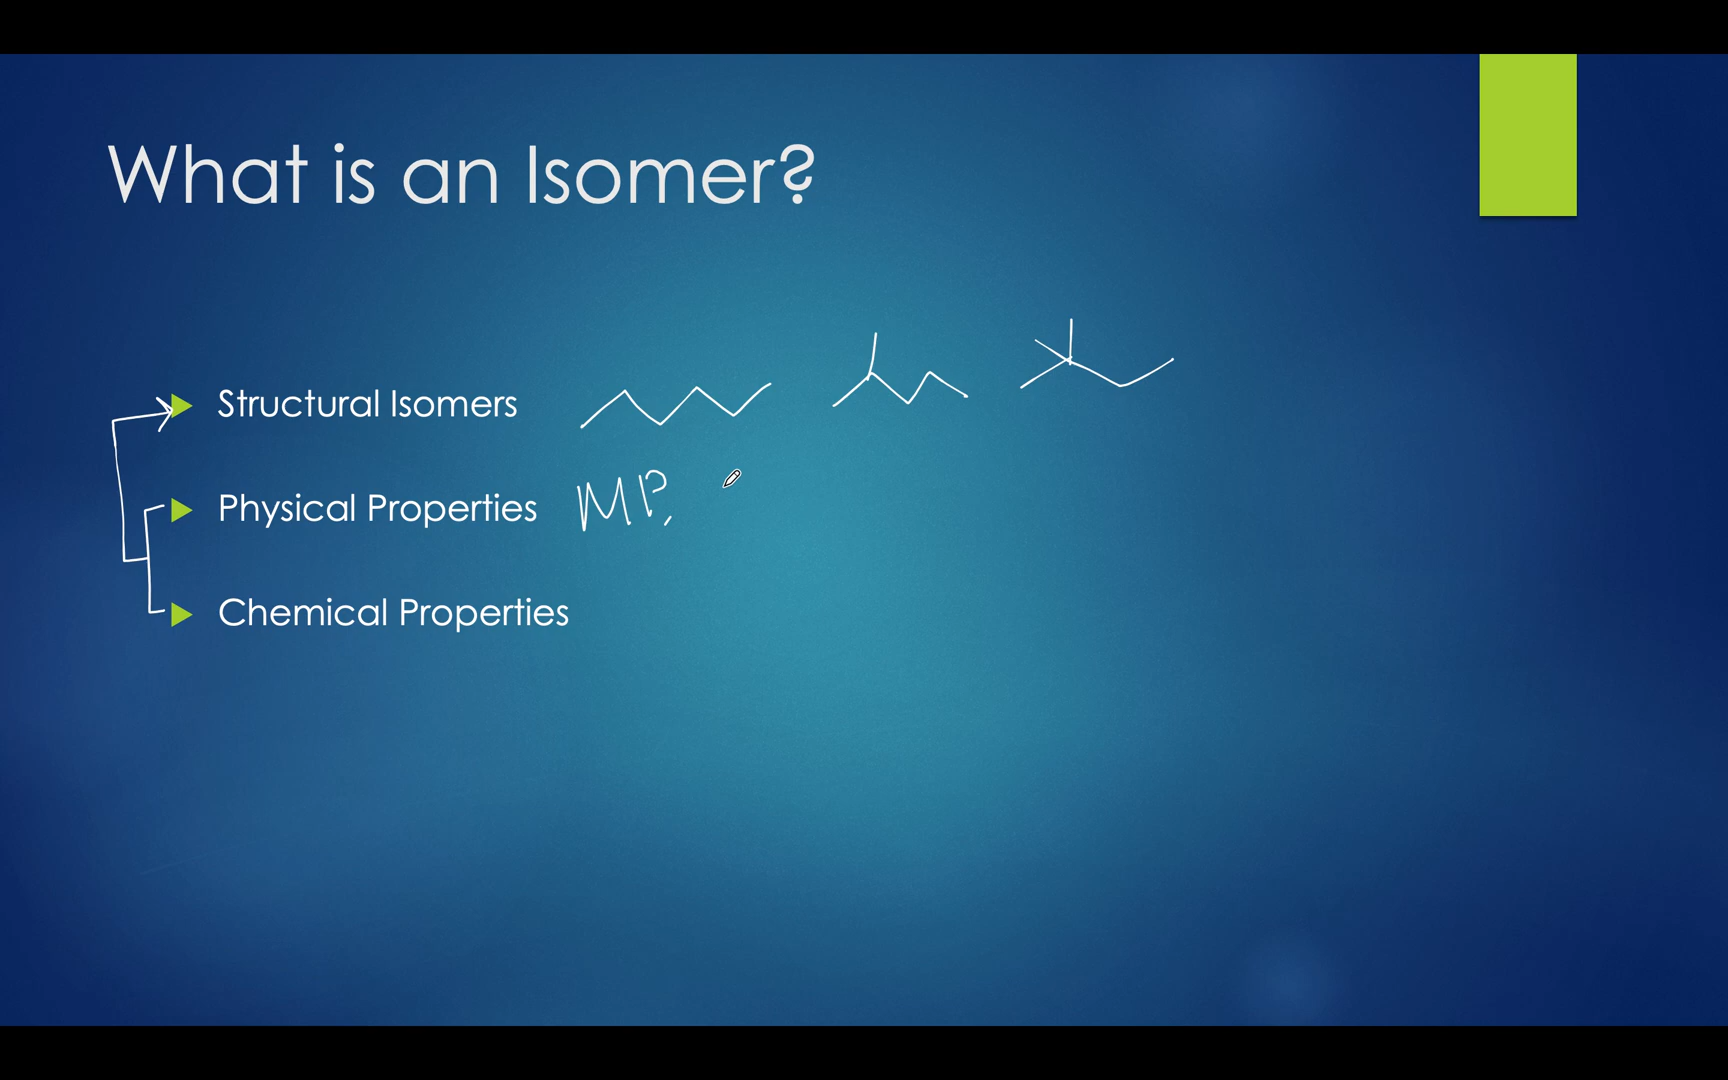 What is an Isomer?
Structural Isomers
Physical Properties MP,
Chemical Properties